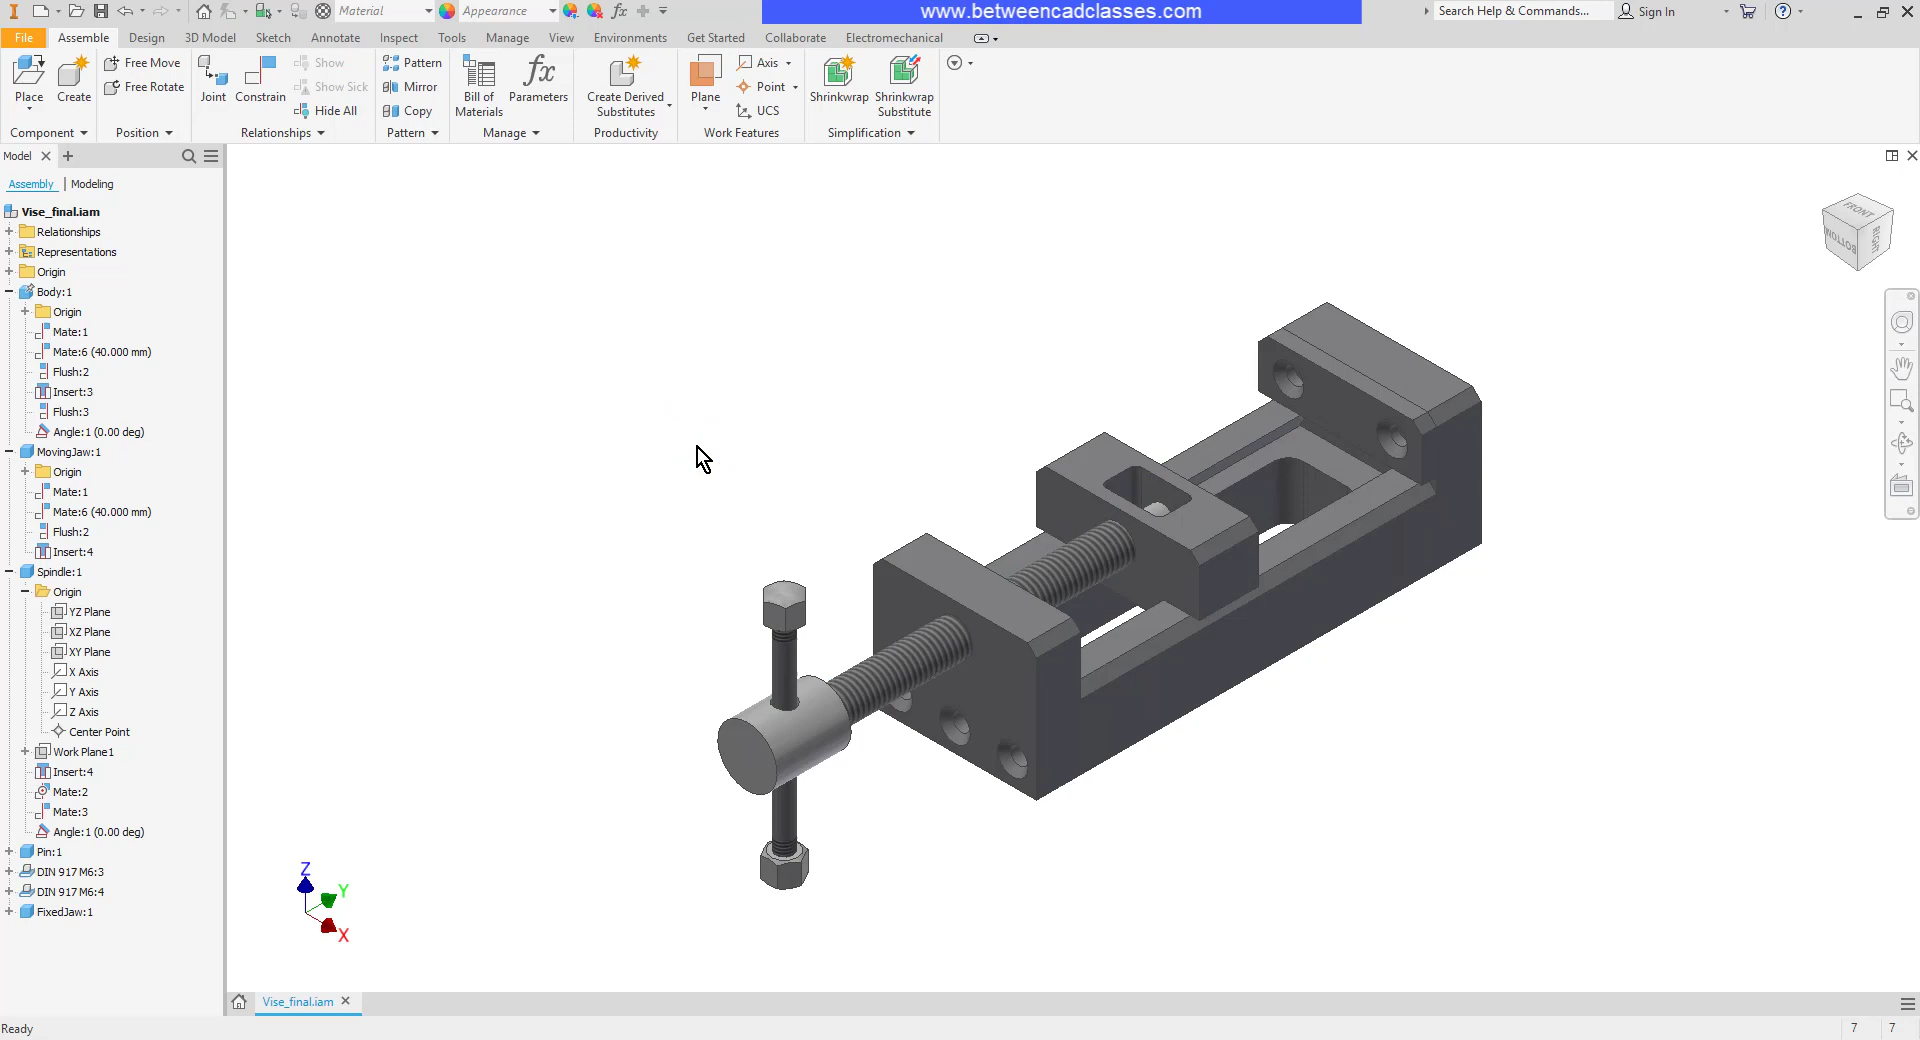 Material
Appearance
fx
www.betweencadclasses.com
Search Help & Commands...
Sign In
File
Assemble
Design
3D Model
Sketch
Annotate
Inspect
Tools
Manage
View
Environments
Get Started
Collaborate
Electromechanical
Place
Create
Free Move
Free Rotate
Joint
Constrain
Show
Show Sick
Hide All
Pattern
Mirror
Copy
Bill of
Materials
fx
Parameters
Create Derived
Substitutes
Plane
Axis
Point
UCS
Shrinkwrap
Shrinkwrap
Substitute
Component
Position
Relationships
Pattern
Manage
Productivity
Work Features
Simplification
Model
Assembly
Modeling
Vise_final.iam
Relationships
Representations
Origin
Body:1
Origin
Mate:1
Mate:6 (40.000 mm)
Flush:2
Insert:3
Flush:3
Angle:1 (0.00 deg)
MovingJaw:1
Origin
Mate:1
Mate:6 (40.000 mm)
Flush:2
Insert:4
Spindle:1
Origin
YZ Plane
XZ Plane
XY Plane
X Axis
Y Axis
Z Axis
Center Point
Work Plane1
Insert:4
Mate:2
Mate:3
Angle:1 (0.00 deg)
Pin:1
DIN 917 M6:3
DIN 917 M6:4
FixedJaw:1
FRONT
BOTTOM
RIGHT
Z
Y
X
Vise_final.iam
Ready
7
7